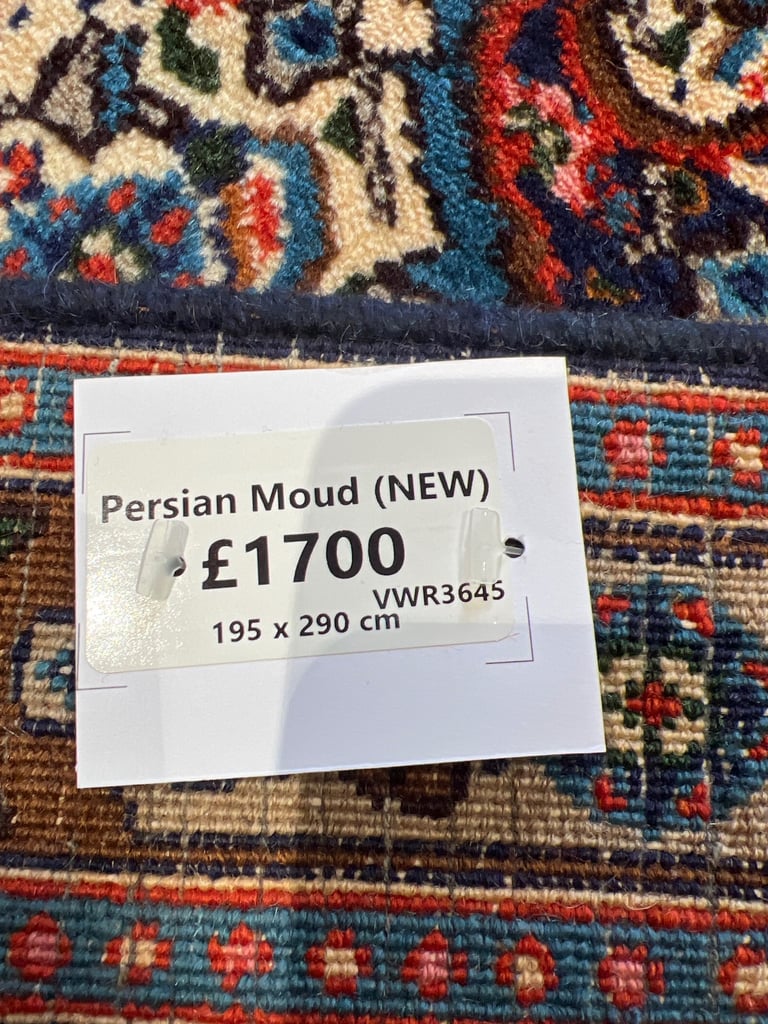 Persian Moud (NEW)
£1700
VWR3645
195 x 290 cm